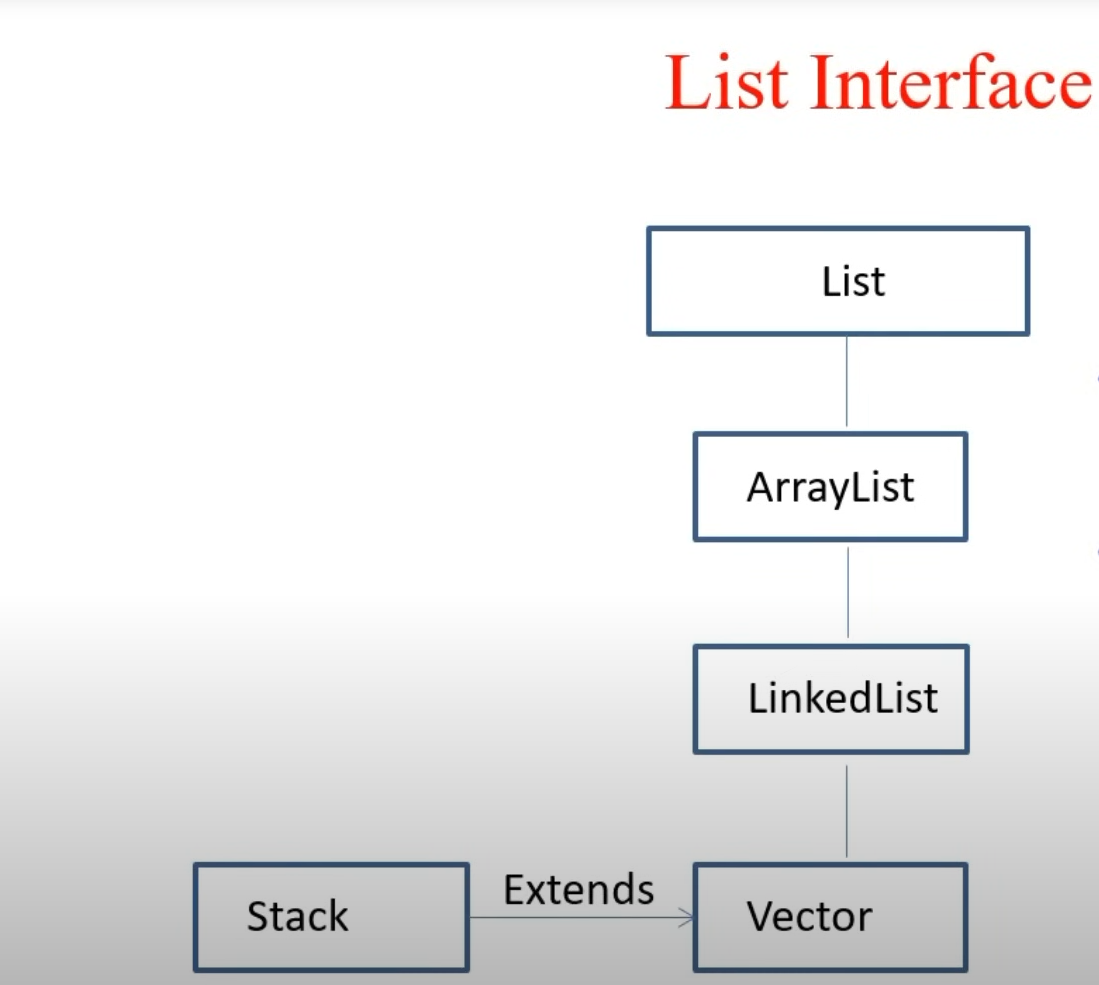 List Interface
List
ArrayList
LinkedList
Extends
Stack
Vector